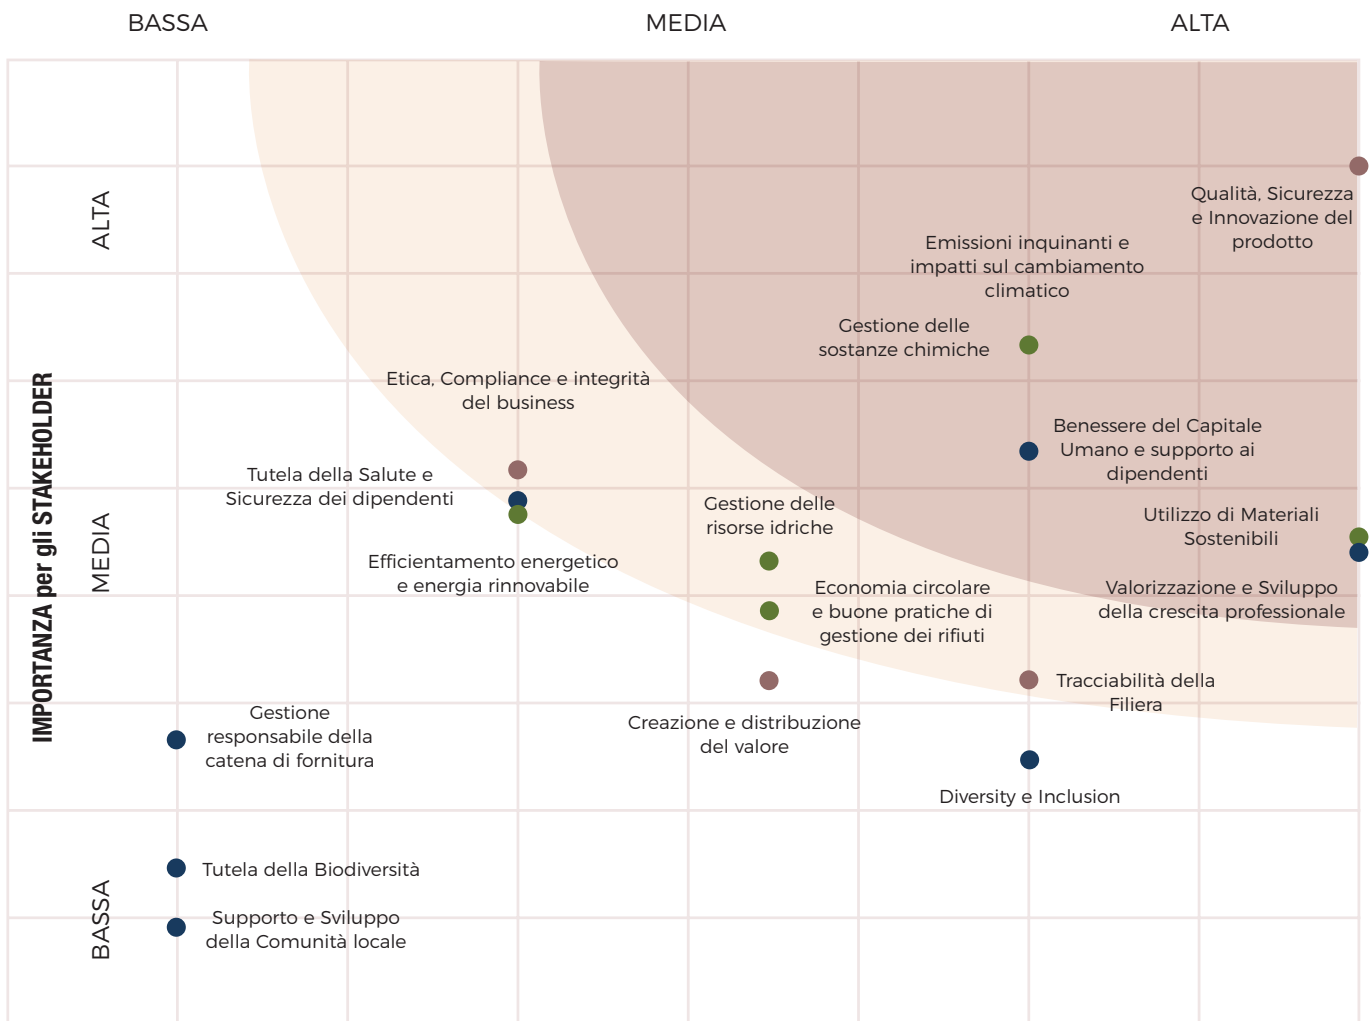 BASSA
MEDIA
ALTA
IMPORTANZA per gli STAKEHOLDER
ALTA
MEDIA
BASSA
Qualità, Sicurezza
e Innovazione del
prodotto
Emissioni inquinanti e
impatti sul cambiamento
climatico
Gestione delle
sostanze chimiche
Etica, Compliance e integrità
del business
Benessere del Capitale
Umano e supporto ai
dipendenti
Tutela della Salute e
Sicurezza dei dipendenti
Gestione delle
risorse idriche
Utilizzo di Materiali
Sostenibili
Efficientamento energetico
e energia rinnovabile
Economia circolare
e buone pratiche di
gestione dei rifiuti
Valorizzazione e Sviluppo
della crescita professionale
Tracciabilità della
Filiera
Gestione
responsabile della
catena di fornitura
Creazione e distribuzione
del valore
Diversity e Inclusion
Tutela della Biodiversità
Supporto e Sviluppo
della Comunità locale